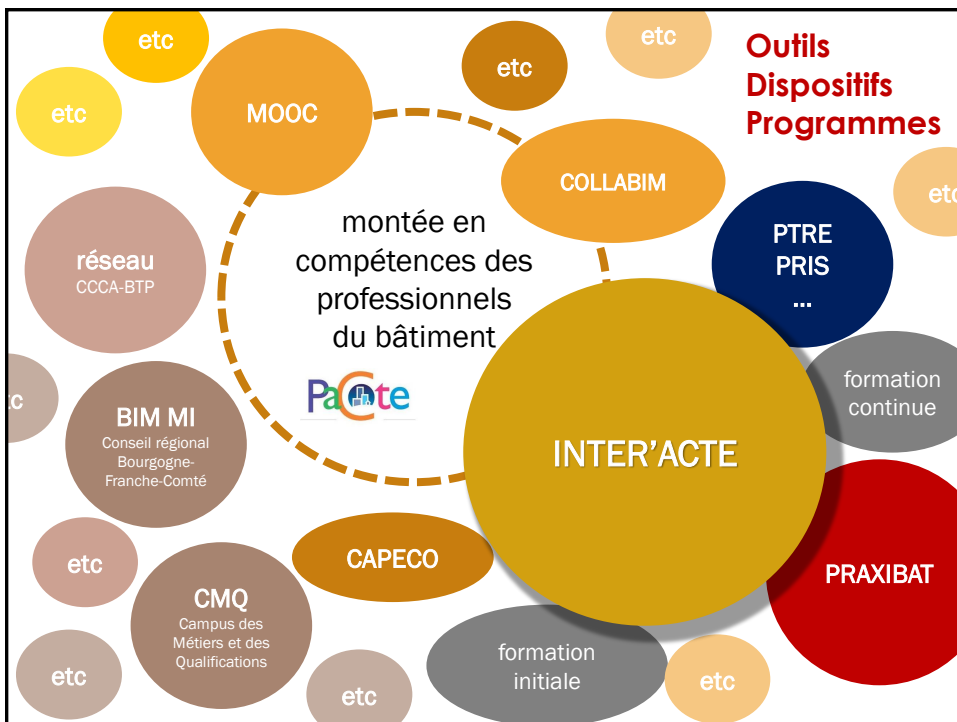 etc
etc
etc
etc
Outils
Dispositifs
Programmes
etc
MOOC
COLLABIM
etc
montée en
compétences des
professionnels
du bâtiment
PTRE
PRIS
...
réseau
CCCA-BTP
formation
continue
PaCte
BIM MI
Conseil régional
Bourgogne-
Franche-Comté
INTER'ACTE
etc
CAPECO
PRAXIBAT
CMQ
Campus des
Métiers et des
Qualifications
formation
initiale
etc
etc
etc